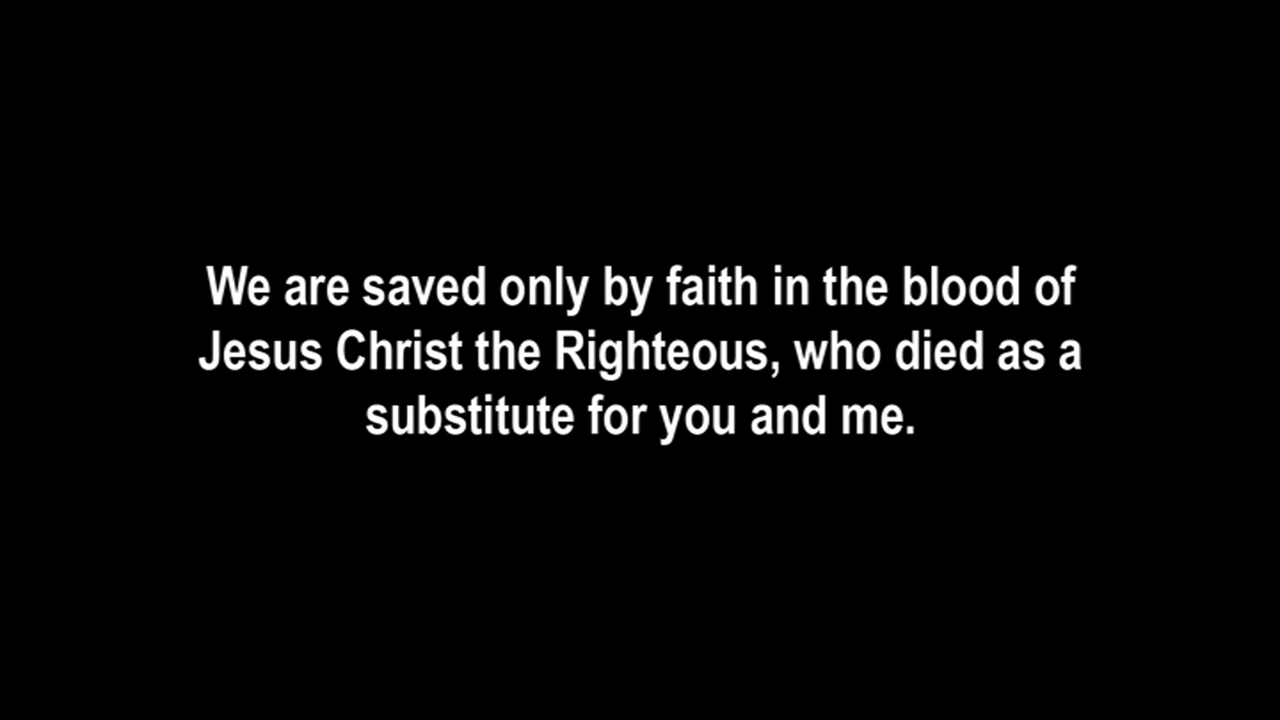 We are saved only by faith in the blood of
Jesus Christ the Righteous, who died as a
substitute for you and me.